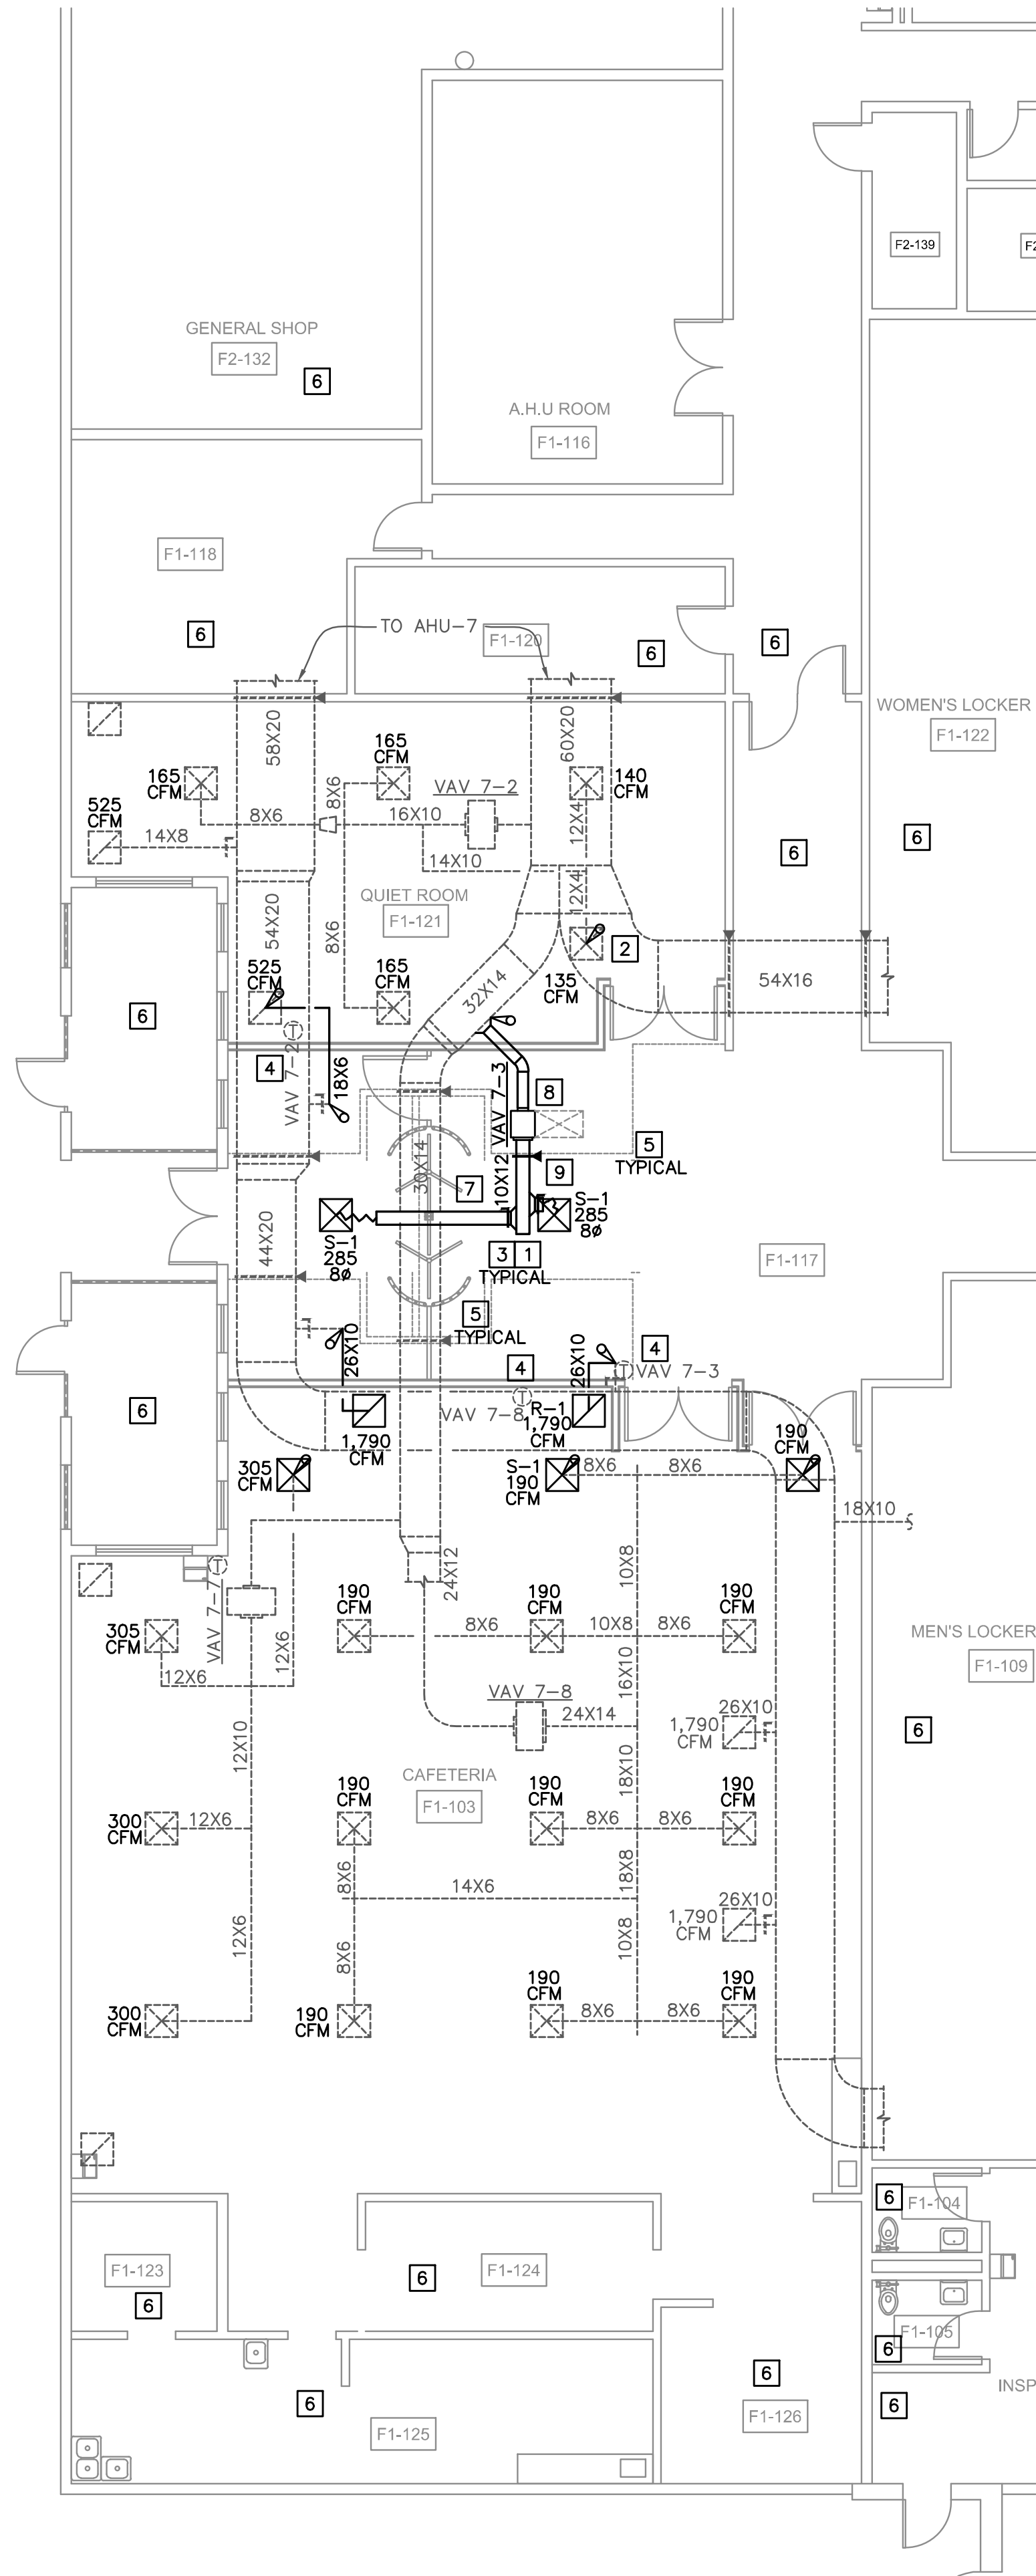 F2-139
F2
GENERAL SHOP
F2-132
6
A.H.U ROOM
F1-116
F1-118
6
TO AHU-7
F1-120
6
6
WOMEN'S LOCKER
F1-122
58X20
60X20
165
CFM
165
CFM
140
CFM
525
CFM
14X8
8X6
8X6
16X10
VAV 7-2
14X10
12X4
12X4
6
6
QUIET ROOM
F1-121
54X20
8X6
2
525
CFM
165
CFM
135
CFM
32X14
54X16
6
4
VAV 7-2
18X6
VAV 7-3
8
5
TYPICAL
30X14
10X12
9
7
S-1
285
8ø
S-1
285
8ø
44X20
3
1
TYPICAL
F1-117
5
TYPICAL
26X10
4
26X10
4
VAV 7-3
6
VAV 7-8
R-1
1,790
CFM
1,790
CFM
190
CFM
305
CFM
S-1
190
CFM
8X6
8X6
18X10
24X12
10X8
VAV 7-7
305
CFM
12X6
12X6
190
CFM
8X6
190
CFM
10X8
8X6
190
CFM
MEN'S LOCKER
F1-109
16X10
VAV 7-8
24X14
26X10
1,790
CFM
6
12X10
18X10
CAFETERIA
F1-103
300
CFM
12X6
190
CFM
190
CFM
8X6
8X6
190
CFM
8X6
14X6
18X8
26X10
1,790
CFM
12X6
8X6
10X8
300
CFM
190
CFM
190
CFM
8X6
8X6
190
CFM
6
F1-104
F1-123
6
6
F1-124
F1-105
6
6
6
F1-125
6
F1-126
INSP
6